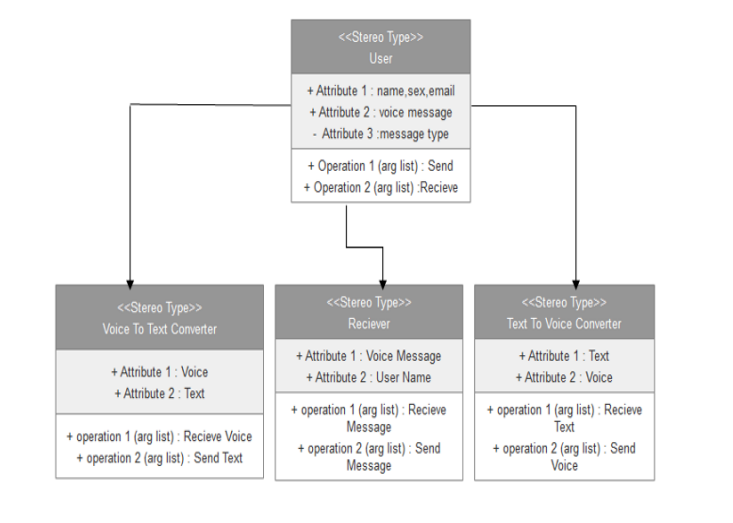 <<Stereo Type>>
User
+ Attribute 1 : name,sex,email
+ Attribute 2 : voice message
- Attribute 3 :message type
+ Operation 1 (arg list) : Send
+ Operation 2 (arg list) :Recieve
<<Stereo Type>>
Voice To Text Converter
+ Attribute 1 : Voice
+ Attribute 2 : Text
+ operation 1 (arg list) : Recieve Voice
+ operation 2 (arg list) : Send Text
<<Stereo Type>>
Reciever
+ Attribute 1 : Voice Message
+ Attribute 2 : User Name
+ operation 1 (arg list) : Recieve
Message
+ operation 2 (arg list) : Send
Message
<<Stereo Type>>
Text To Voice Converter
+ Attribute 1 : Text
+ Attribute 2 : Voice
+ operation 1 (arg list) : Recieve
Text
+ operation 2 (arg list) : Send
Voice